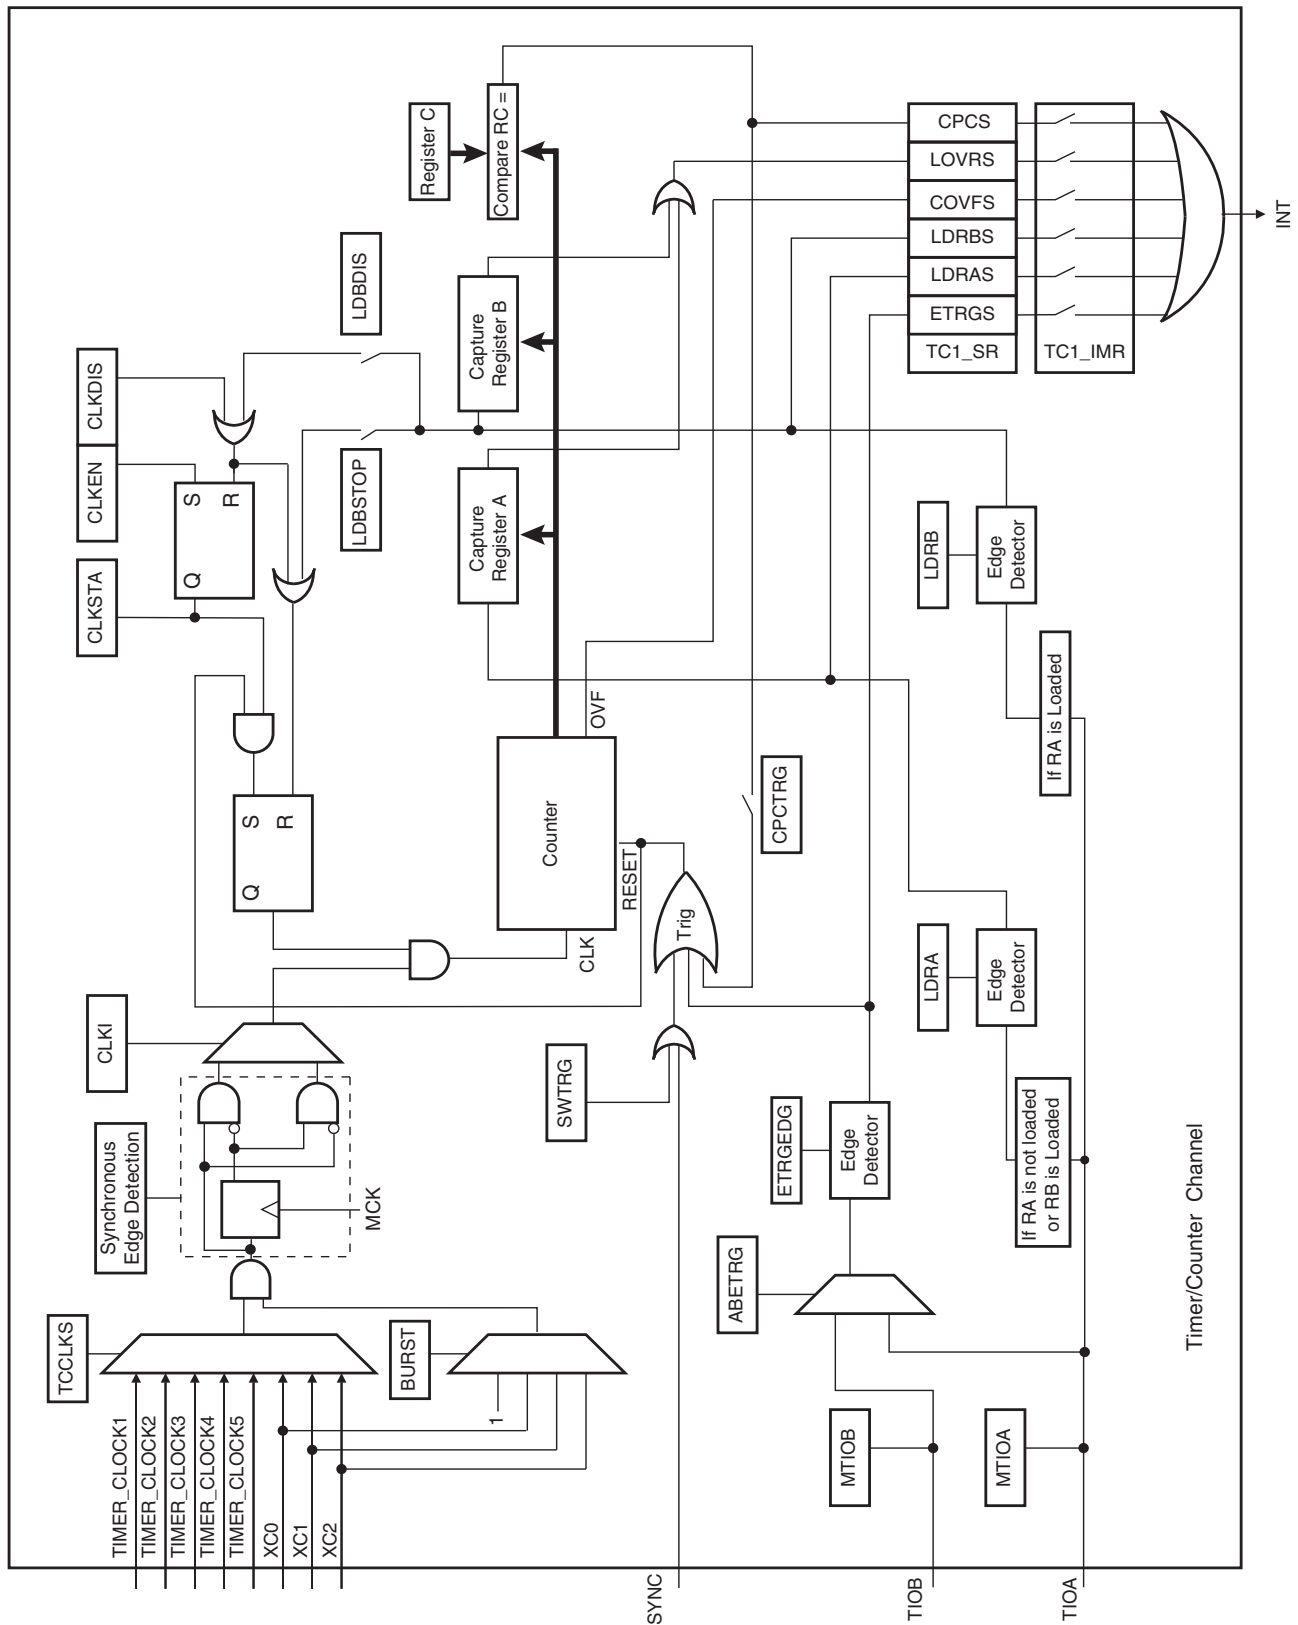 TCCLKS
TIMER_CLOCK1
TIMER_CLOCK2
TIMER_CLOCK3
TIMER_CLOCK4
TIMER_CLOCK5
XC0
XC1
XC2
Synchronous
Edge Detection
CLKI
CLKSTA
CLKEN
CLKDIS
BURST
1
MCK
Q
S
R
Q
S
R
LDBSTOP
LDBDIS
Register C
Capture
Register A
Capture
Register B
Compare RC =
Counter
CLK
OVF
RESET
SWTRG
SYNC
Trig
ABETRG
ETRGEDG
Edge
Detector
CPCTRG
MTIOB
TIOB
MTIOA
TIOA
LDRA
Edge
Detector
If RA is not loaded
or RB is Loaded
LDRB
Edge
Detector
If RA is Loaded
CPCS
LOVRS
COVFS
LDRBS
LDRAS
ETRGS
TC1_SR
TC1_IMR
INT
Timer/Counter Channel